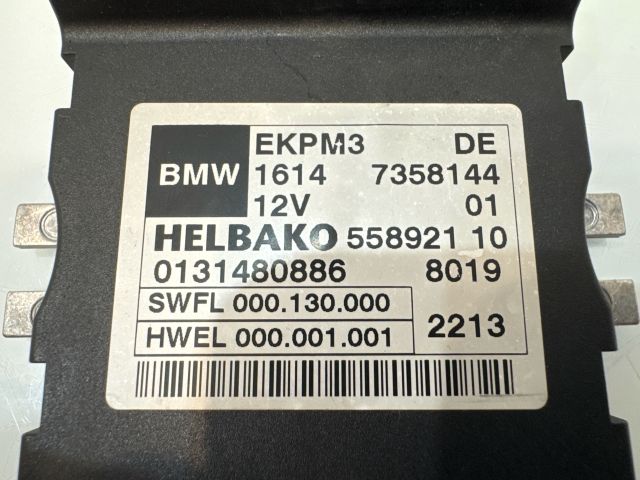 BMW EKPM3 DE
1614 7358144
12V 01
HELBAKO 558921 10
0131480886 8019
SWFL 000.130.000
HWEL 000.001.001 2213